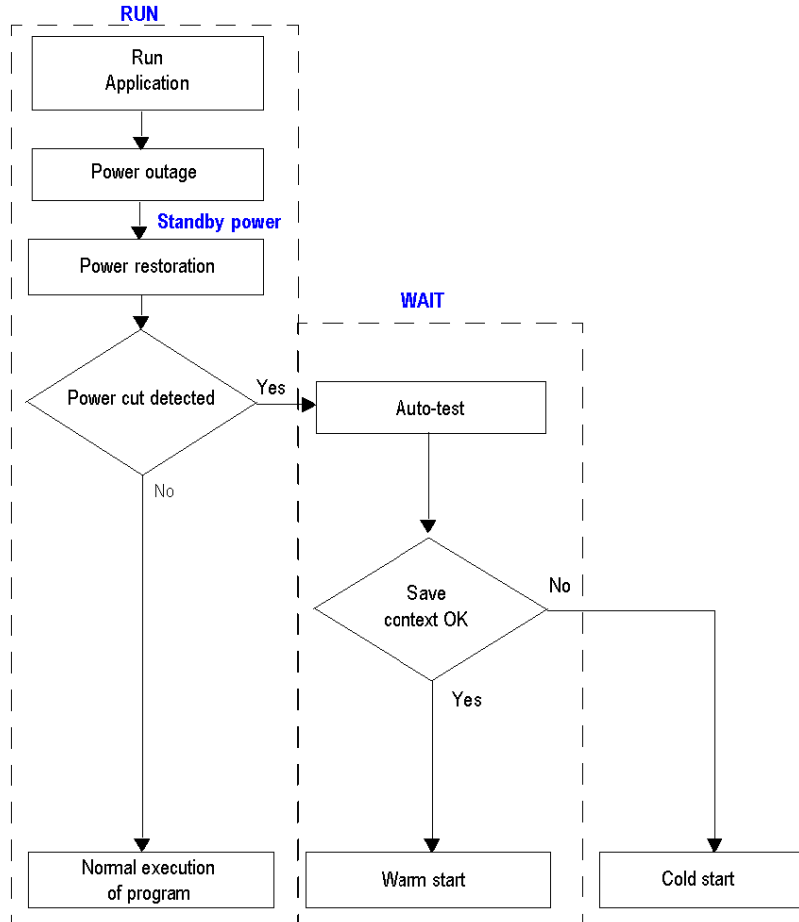 RUN
Run
Application
Power outage
Standby power
Power restoration
WAIT
Power cut detected
Yes
Auto-test
No
Save
context OK
No
Yes
Normal execution
of program
Warm start
Cold start